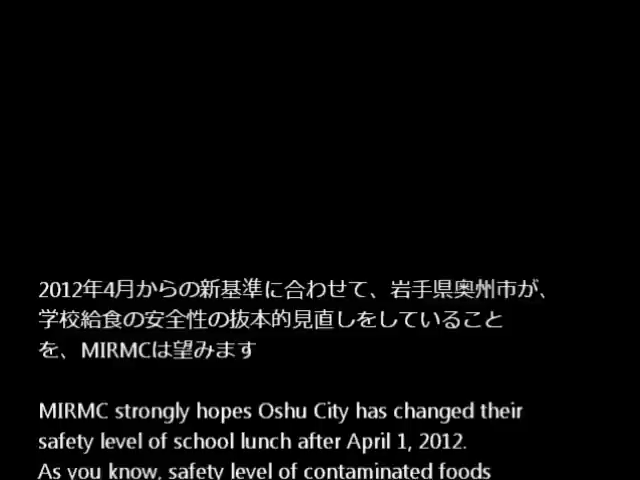 2012年4月からの新基準に合わせて、岩手県奥州市が、
学校給食の安全性の抜本的見直しをしていること
を、MIRMCは望みます
MIRMC strongly hopes Oshu City has changed their
safety level of school lunch after April 1, 2012.
As you know, safety level of contaminated foods